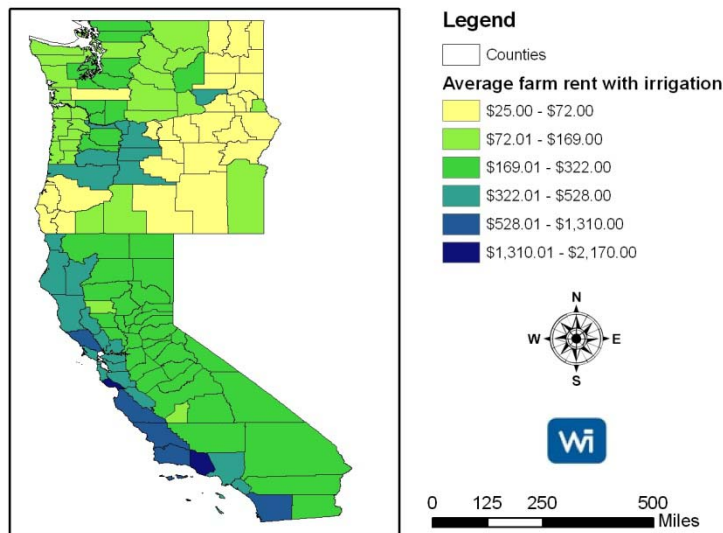 Legend
Counties
Average farm rent with irrigation
$25.00 - $72.00
$72.01 - $169.00
$169.01 - $322.00
$322.01 - $528.00
$528.01 - $1,310.00
$1,310.01 - $2,170.00
N
W E
S
Wi
0 125 250 500
Miles